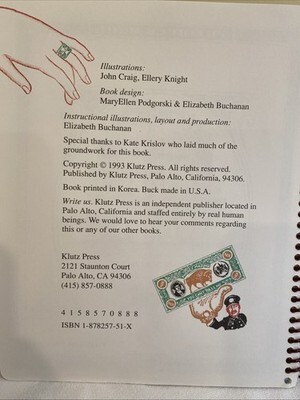 Illustrations:
John Craig, Ellery Knight
Book design:
MaryEllen Podgorski & Elizabeth Buchanan
Instructional illustrations, layout and production:
Elizabeth Buchanan
Special thanks to Kate Krislov who laid much of the
groundwork for this book.
Copyright © 1993 Klutz Press. All rights reserved.
Published by Klutz Press, Palo Alto, California, 94306.
Book printed in Korea. Buck made in U.S.A.
Write us. Klutz Press is an independent publisher located in
Palo Alto, California and staffed entirely by real human
beings. We would love to hear your comments regarding
this or any of our other books.
Klutz Press
2121 Staunton Court
Palo Alto, CA 94306
(415) 857-0888
4 1 5 8 5 7 0 8 8 8
ISBN 1-878257-51-X